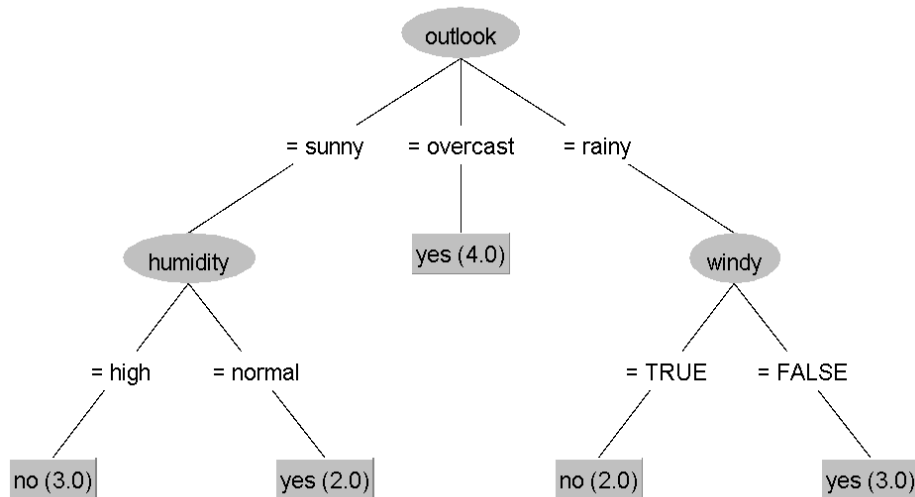 outlook
= sunny
= overcast
= rainy
humidity
yes (4.0)
windy
= high
= normal
= TRUE
= FALSE
no (3.0)
yes (2.0)
no (2.0)
yes (3.0)